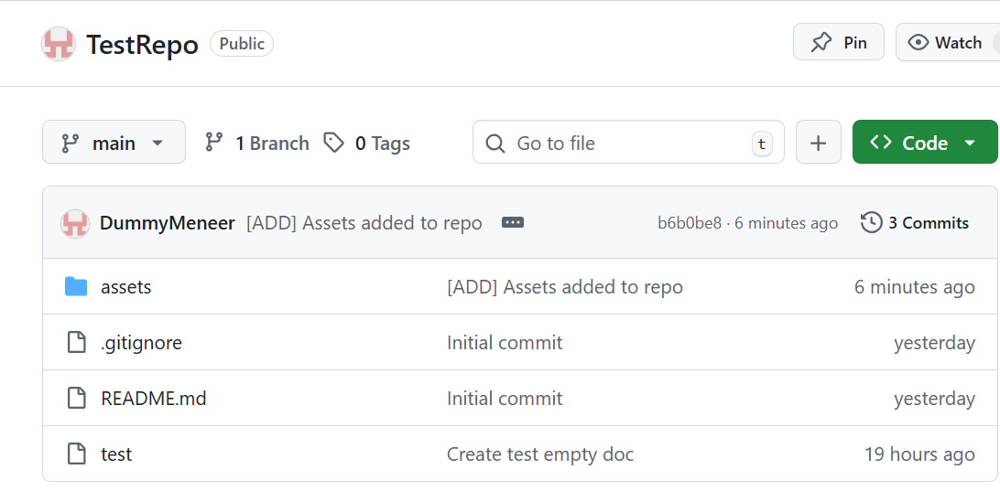 TestRepo Public Pin Watch
main 1 Branch 0 Tags Go to file t + Code
DummyMeneer [ADD] Assets added to repo b6b0be8 · 6 minutes ago 3 Commits
assets [ADD] Assets added to repo 6 minutes ago
.gitignore Initial commit yesterday
README.md Initial commit yesterday
test Create test empty doc 19 hours ago